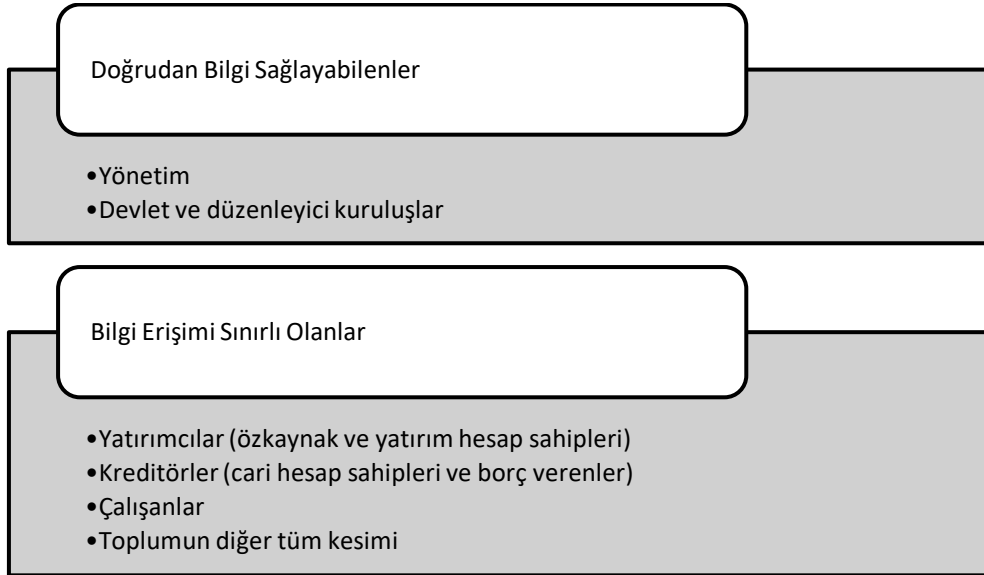 Doğrudan Bilgi Sağlayabilenler
•Yönetim
•Devlet ve düzenleyici kuruluşlar
Bilgi Erişimi Sınırlı Olanlar
•Yatırımcılar (özkaynak ve yatırım hesap sahipleri)
•Kreditörler (cari hesap sahipleri ve borç verenler)
•Çalışanlar
•Toplumun diğer tüm kesimi